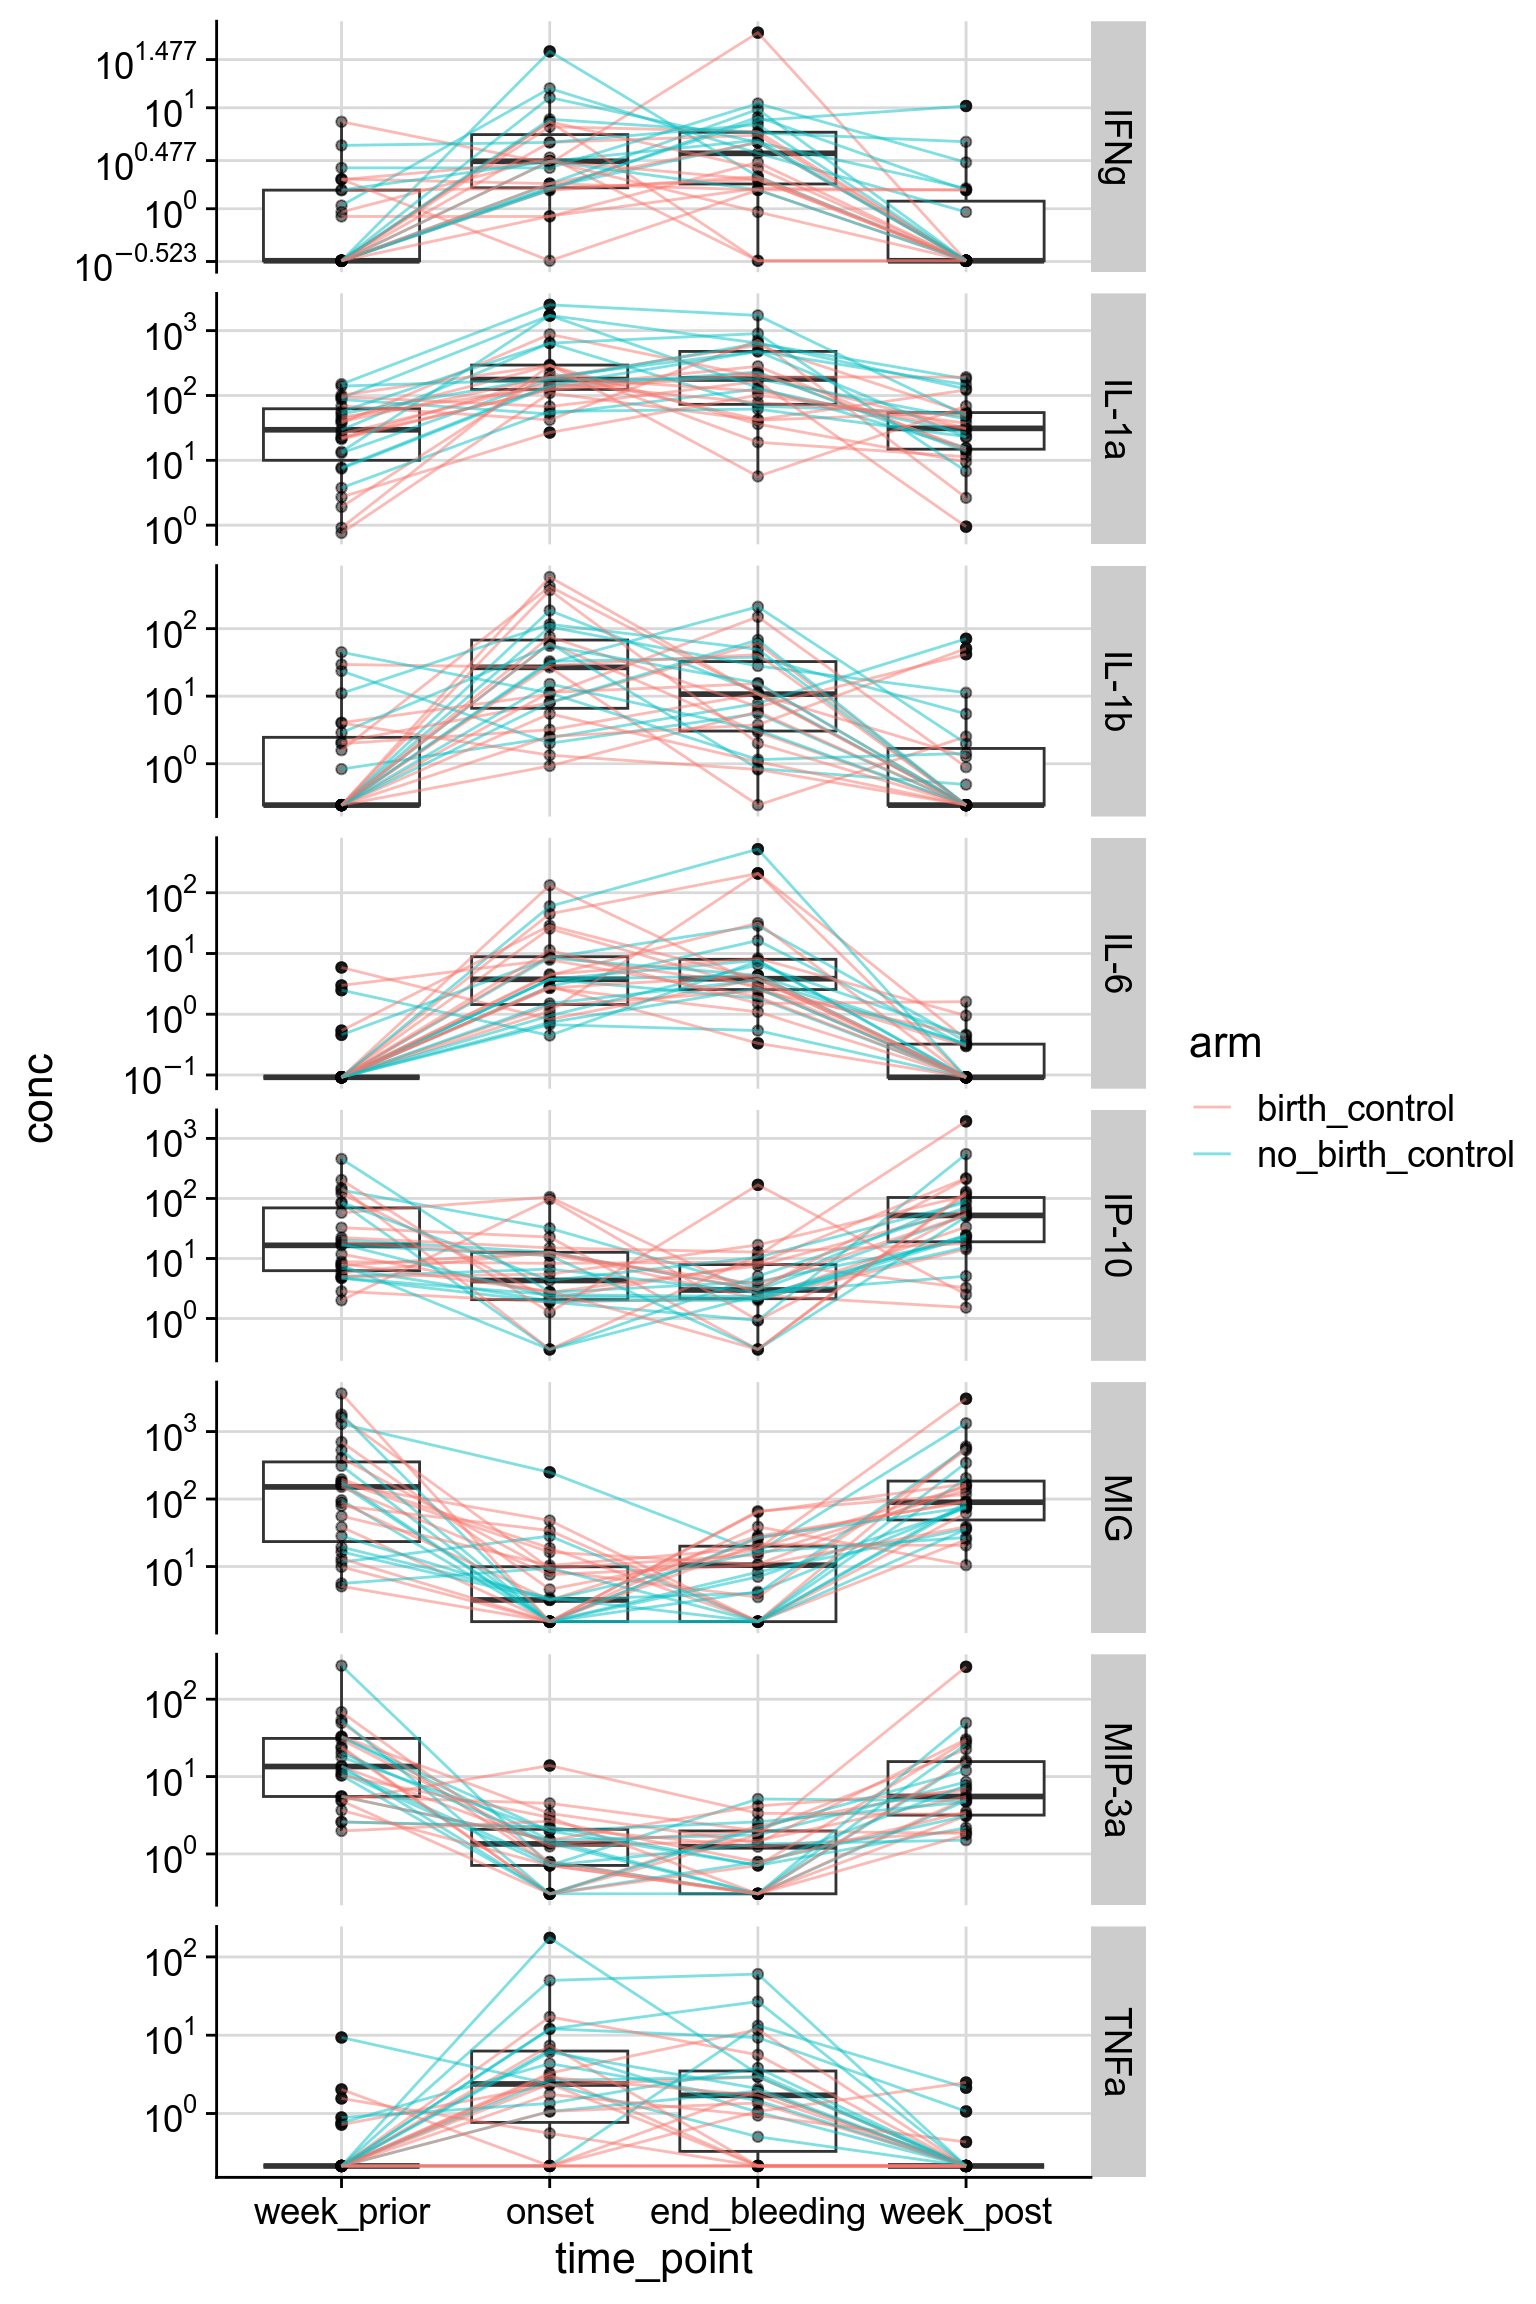 10^1.477
10^1
10^0.477
10^0
10^−0.523
IFNg
10^3
10^2
10^1
10^0
IL-1a
10^2
10^1
10^0
IL-1b
10^2
10^1
10^0
10^−1
IL-6
10^3
10^2
10^1
10^0
IP-10
10^3
10^2
10^1
MIG
10^2
10^1
10^0
MIP-3a
10^2
10^1
10^0
TNFa
conc
week_prior onset end_bleeding week_post
time_point
arm
birth_control
no_birth_control